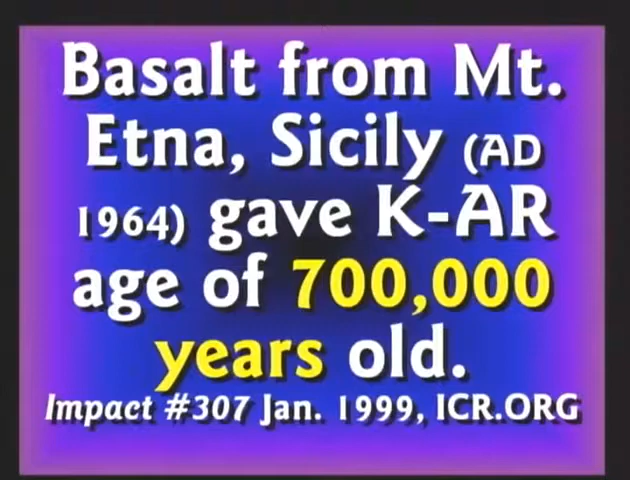 Basalt from Mt.
Etna, Sicily (AD
1964) gave K-AR
age of 700,000
years old.
Impact #307 Jan. 1999, ICR.ORG